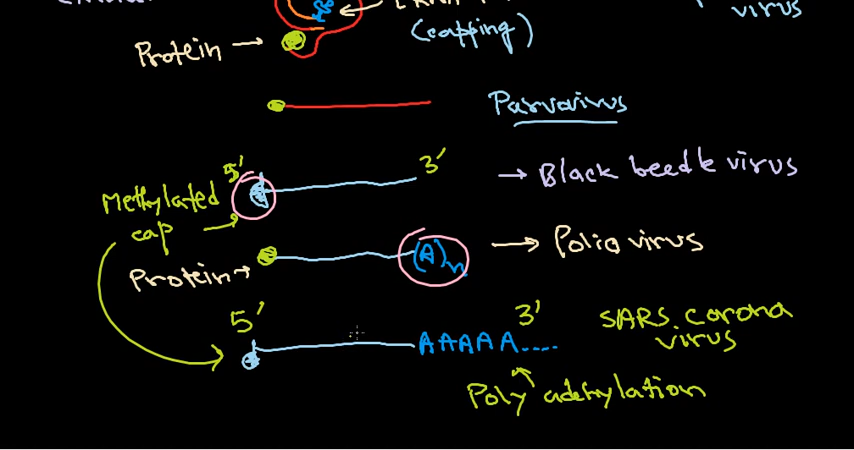 virus
(capping)
Protein →
Parvovirus
5'
3'
→ Black beedle virus
Methylated
cap
→ Polio virus
(A)n
Protein →
5'
3'
SARS. corona
virus
AAAAA....
Poly adenylation